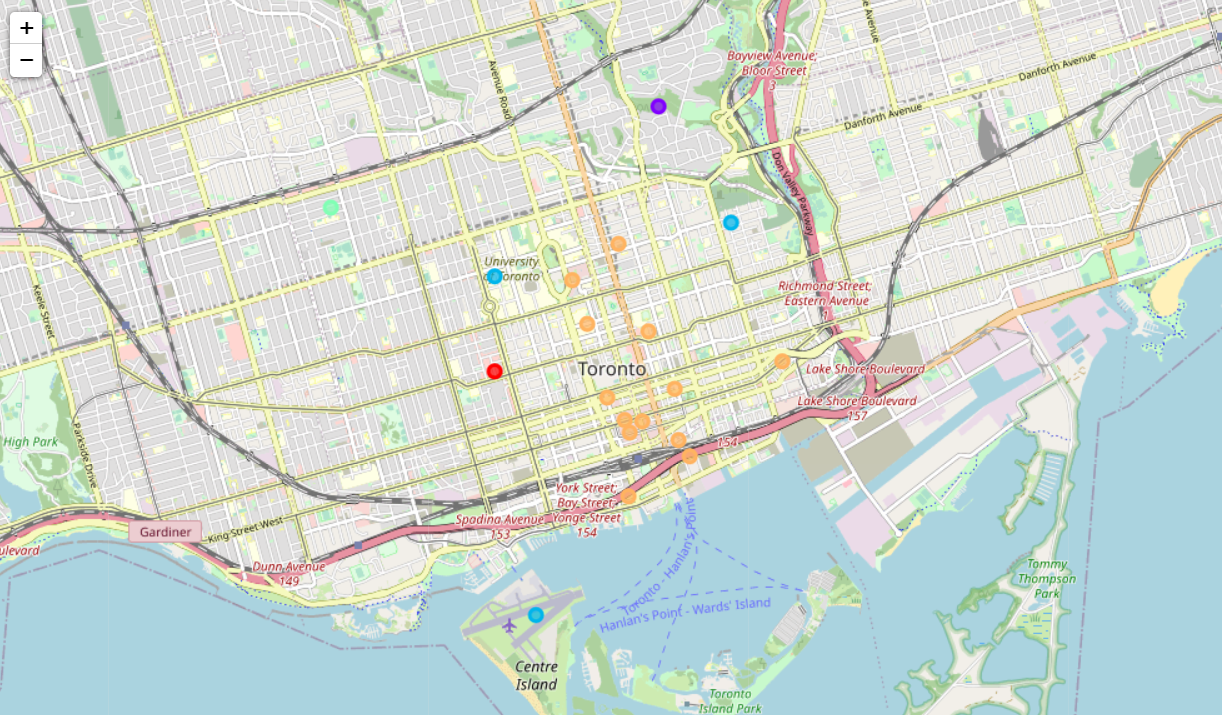 +
−
e Avenue
Bayview Avenue;
Bloor Street
3
Danforth Avenue
Avenue Road
Danforth Avenue
Don Valley Parkway
University
of Toronto
Keele Street
Richmond Street;
Eastern Avenue
Toronto
Lake Shore Boulevard
Lake Shore Boulevard
157
High Park
Parkside Drive
154
York Street;
Bay Street;
Yonge Street
154
Spadina Avenue
153
King Street West
Gardiner
ulevard
Dunn Avenue
149
Toronto - Hanlan's Point
Hanlan's Point - Wards' Island
Tommy
Thompson
Park
Centre
Island
Toronto
Island Park